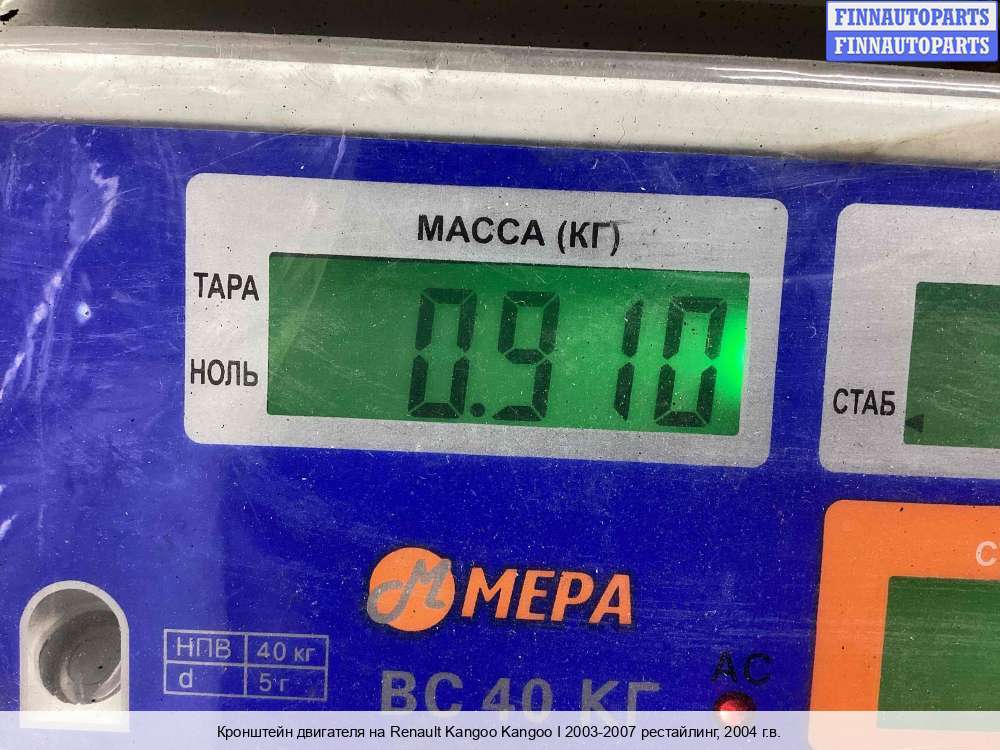 FINNAUTOPARTS
FINNAUTOPARTS
МАССА (КГ)
ТАРА
0.910
НОЛЬ
СТАБ
МЕРА
НПВ 40 кг
d 5 г
ВС 40 КГ
AC
С
Кронштейн двигателя на Renault Kangoo Kangoo I 2003-2007 рестайлинг, 2004 г.в.